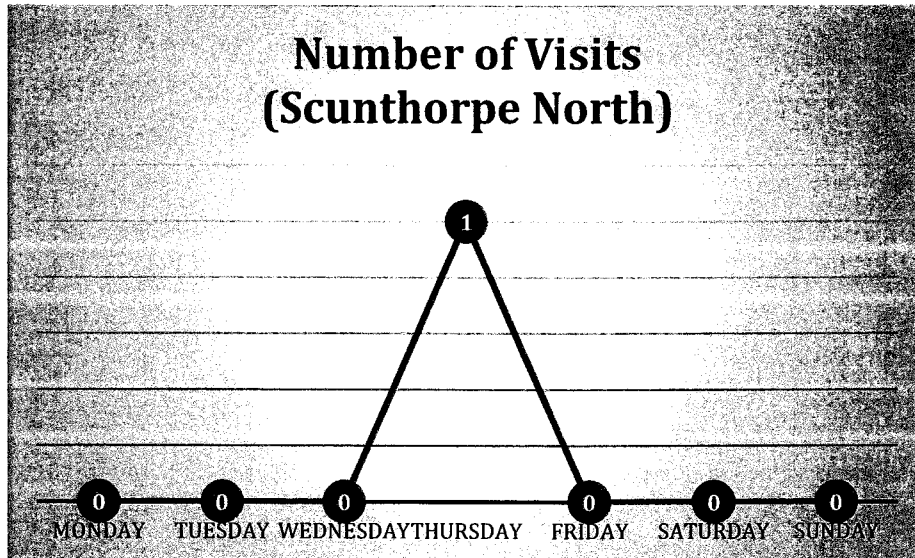 Number of Visits
(Scunthorpe North)
1
0 0 0 0 0 0
MONDAY TUESDAY WEDNESDAY THURSDAY FRIDAY SATURDAY SUNDAY